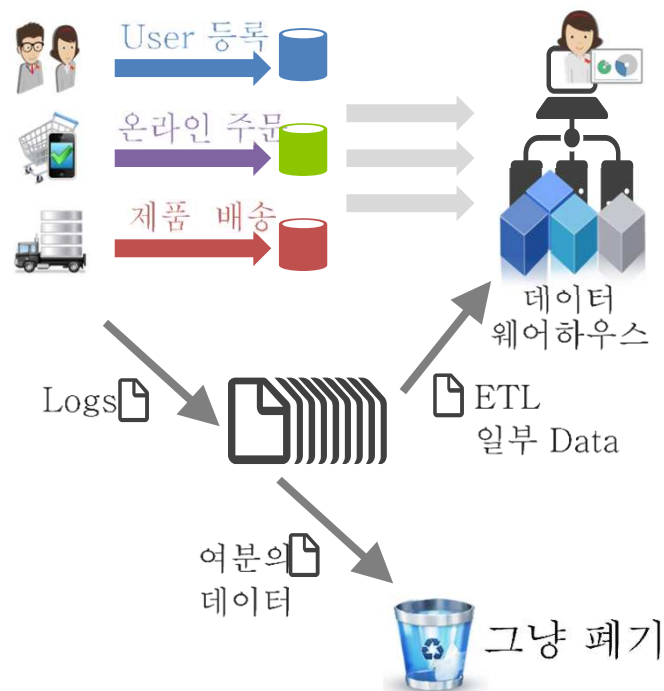 User 등록
온라인 주문
제품 배송
데이터
웨어하우스
Logs
ETL
일부 Data
여분의
데이터
그냥 폐기